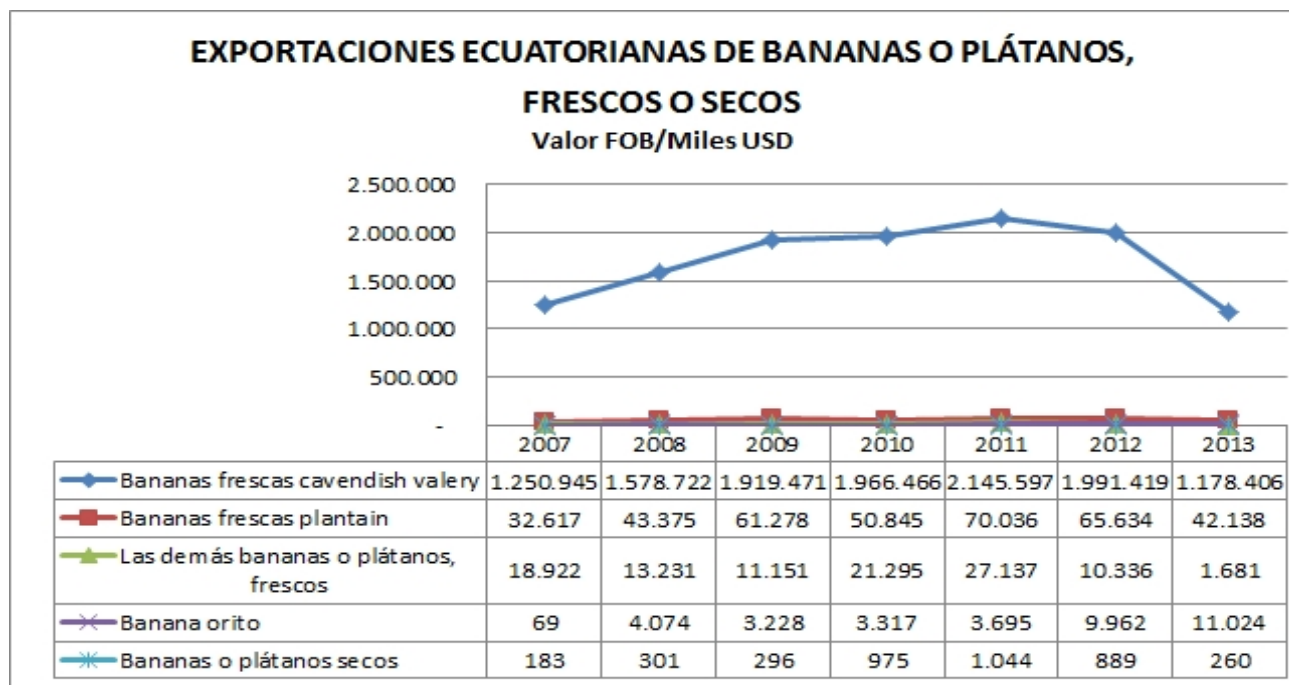 EXPORTACIONES ECUATORIANAS DE BANANAS O PLÁTANOS,
FRESCOS O SECOS
Valor FOB/Miles USD
2.500.000
2.000.000
1.500.000
1.000.000
500.000
-
2007 2008 2009 2010 2011 2012 2013
Bananas frescas cavendish valery 1.250.945 1.578.722 1.919.471 1.966.466 2.145.597 1.991.419 1.178.406
Bananas frescas plantain 32.617 43.375 61.278 50.845 70.036 65.634 42.138
Las demás bananas o plátanos,
frescos 18.922 13.231 11.151 21.295 27.137 10.336 1.681
Banana orito 69 4.074 3.228 3.317 3.695 9.962 11.024
Bananas o plátanos secos 183 301 296 975 1.044 889 260